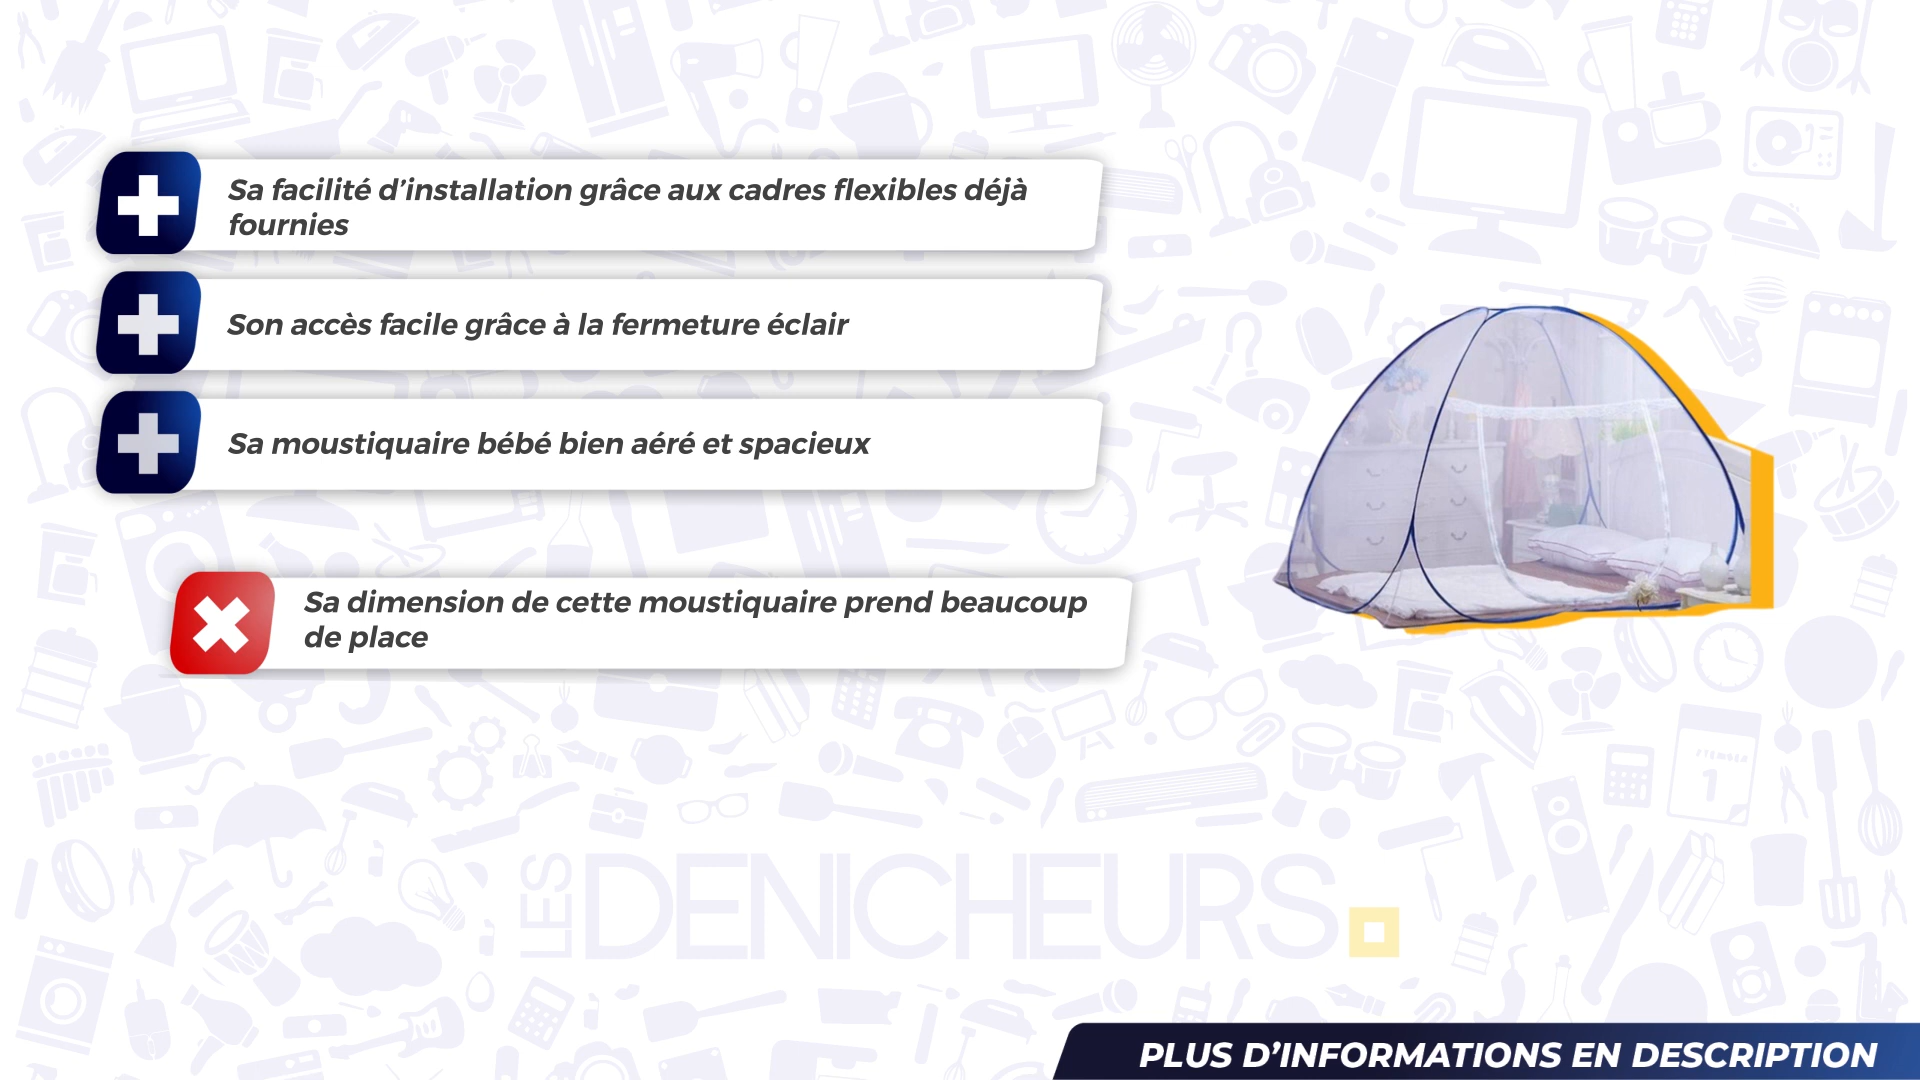 Sa facilité d’installation grâce aux cadres flexibles déjà
fournies
Son accès facile grâce à la fermeture éclair
Sa moustiquaire bébé bien aéré et spacieux
Sa dimension de cette moustiquaire prend beaucoup
de place
LES DENICHEURS.
PLUS D’INFORMATIONS EN DESCRIPTION